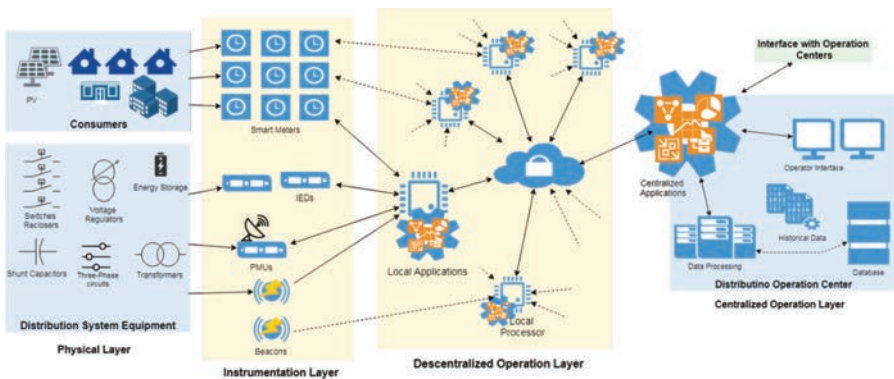 PV
Consumers
Switches
Reclosers
Voltage
Regulators
Energy Storage
Shunt Capacitors
Three-Phase
circuits
Transformers
Distribution System Equipment
Physical Layer
Smart Meters
IEDs
PMUs
Beacons
Instrumentation Layer
Local Applications
Local
Processor
Descentralized Operation Layer
Interface with Operation
Centers
Centralized
Applications
Operator Interface
Historical Data
Data Processing
Database
Distributino Operation Center
Centralized Operation Layer